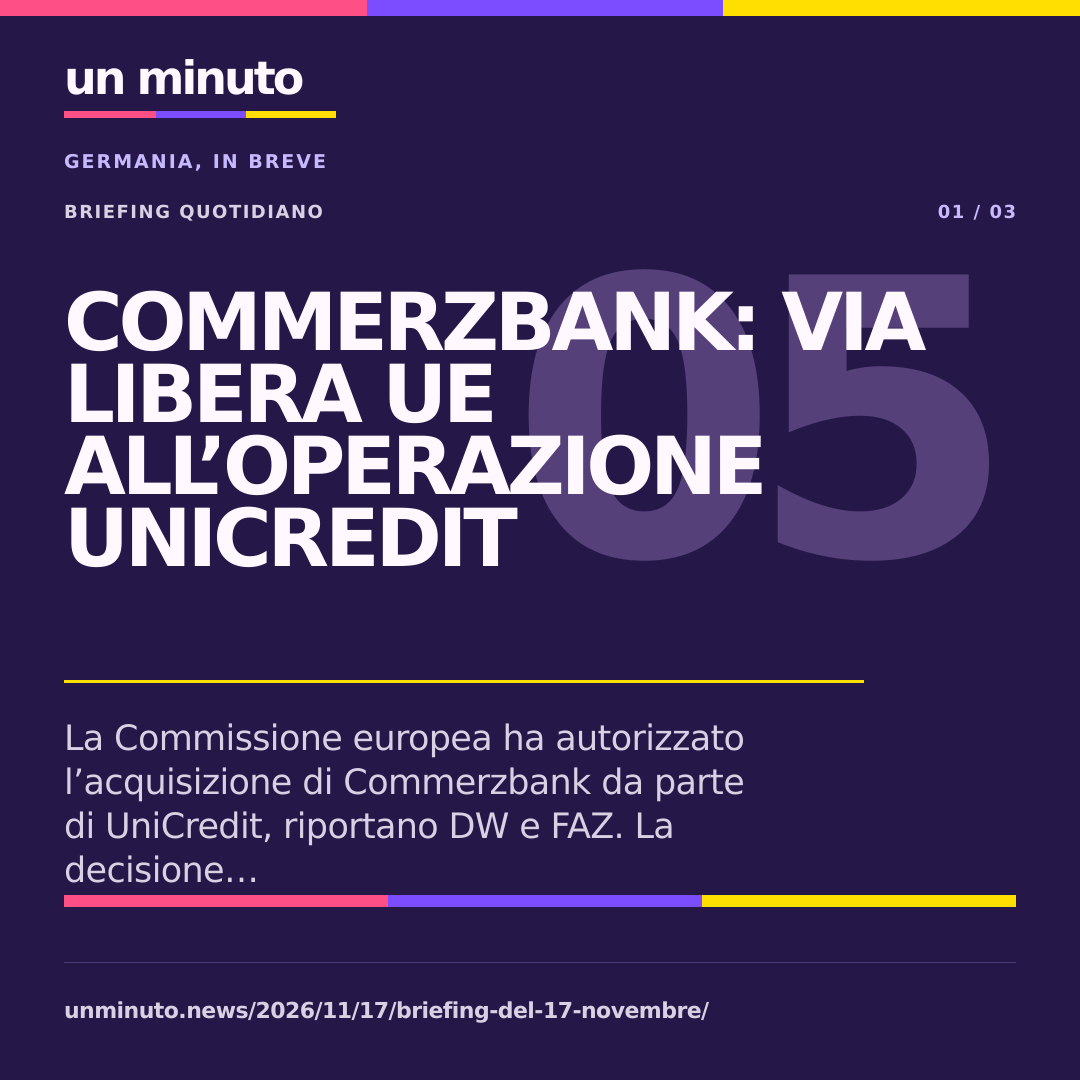 un minuto
GERMANIA, IN BREVE
BRIEFING QUOTIDIANO
01 / 03
05
COMMERZBANK: VIA
LIBERA UE
ALL’OPERAZIONE
UNICREDIT
La Commissione europea ha autorizzato
l’acquisizione di Commerzbank da parte
di UniCredit, riportano DW e FAZ. La
decisione…
unminuto.news/2026/11/17/briefing-del-17-novembre/